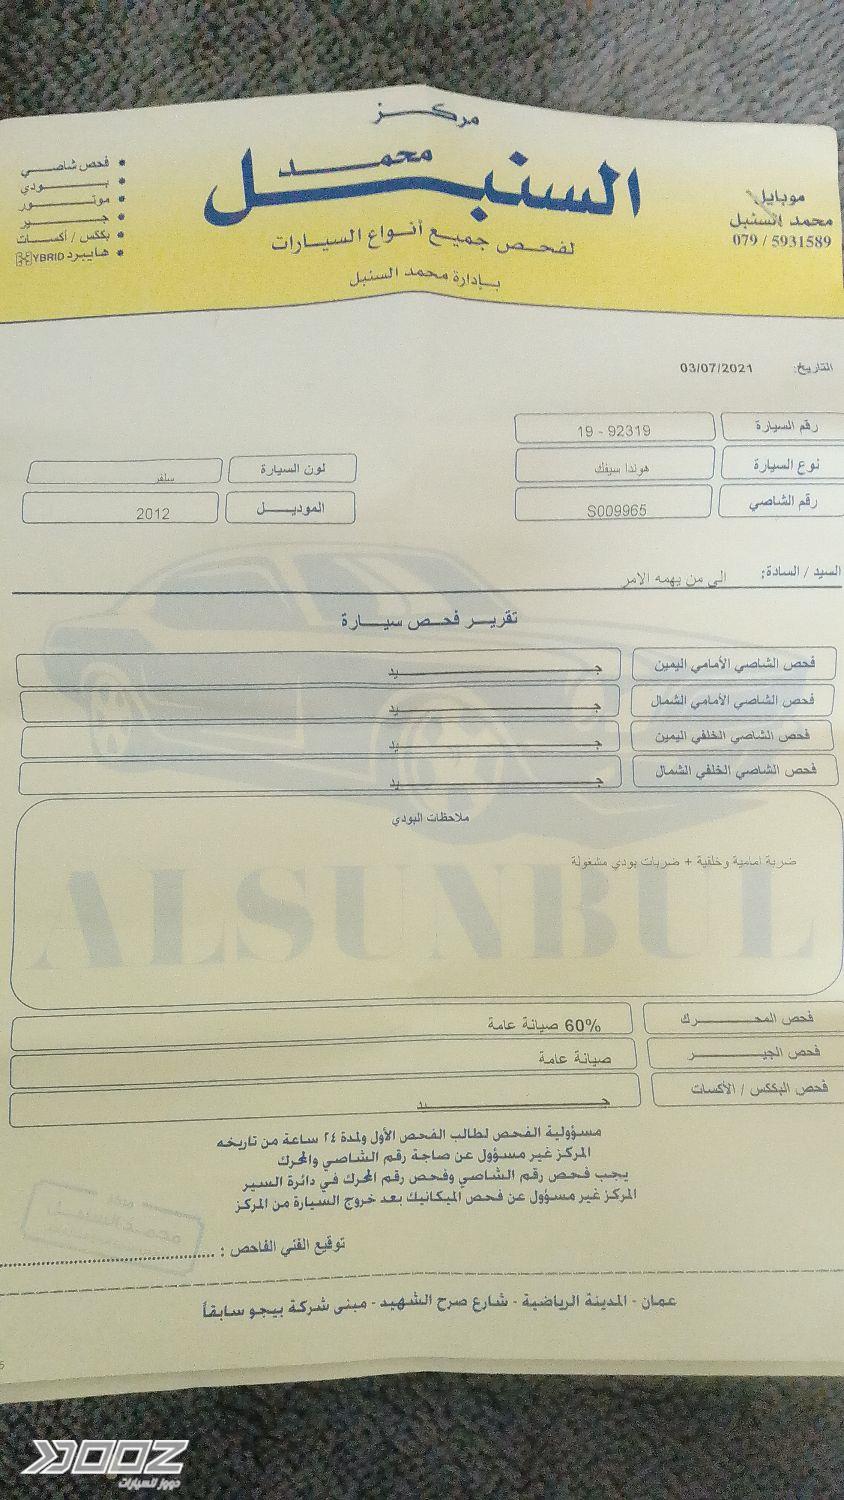 مركز
محمد
السنبل
لفحص جميع أنواع السيارات
بإدارة محمد السنبل
موبايل
محمد السنبل
079 / 5931589
• فحص شاصي
• بودي
• موتور
• جير
• بككس / أكسات
• هايبرد HYBRID
التاريخ: 03/07/2021
رقم السيارة 19 - 92319
نوع السيارة هوندا سيفك
لون السيارة سلفر
رقم الشاصي S009965
الموديل 2012
السيد / السادة: الى من يهمه الامر
تقرير فحص سيارة
فحص الشاصي الأمامي اليمين جيد
فحص الشاصي الأمامي الشمال جيد
فحص الشاصي الخلفي اليمين جيد
فحص الشاصي الخلفي الشمال جيد
ملاحظات البودي
ضربة امامية وخلفية + ضربات بودي مشغولة
ALSUNBUL
فحص المحرك 60% صيانة عامة
فحص الجير صيانة عامة
فحص البككس / الأكسات جيد
مسؤولية الفحص لطالب الفحص الأول ولمدة ٢٤ ساعة من تاريخه
المركز غير مسؤول عن صاجة رقم الشاصي والمحرك
يجب فحص رقم الشاصي وفحص رقم المحرك في دائرة السير
المركز غير مسؤول عن فحص الميكانيك بعد خروج السيارة من المركز
توقيع الفني الفاحص :
عمان - المدينة الرياضية - شارع صرح الشهيد - مبنى شركة بيجو سابقاً
DOOZ
دووز للسيارات